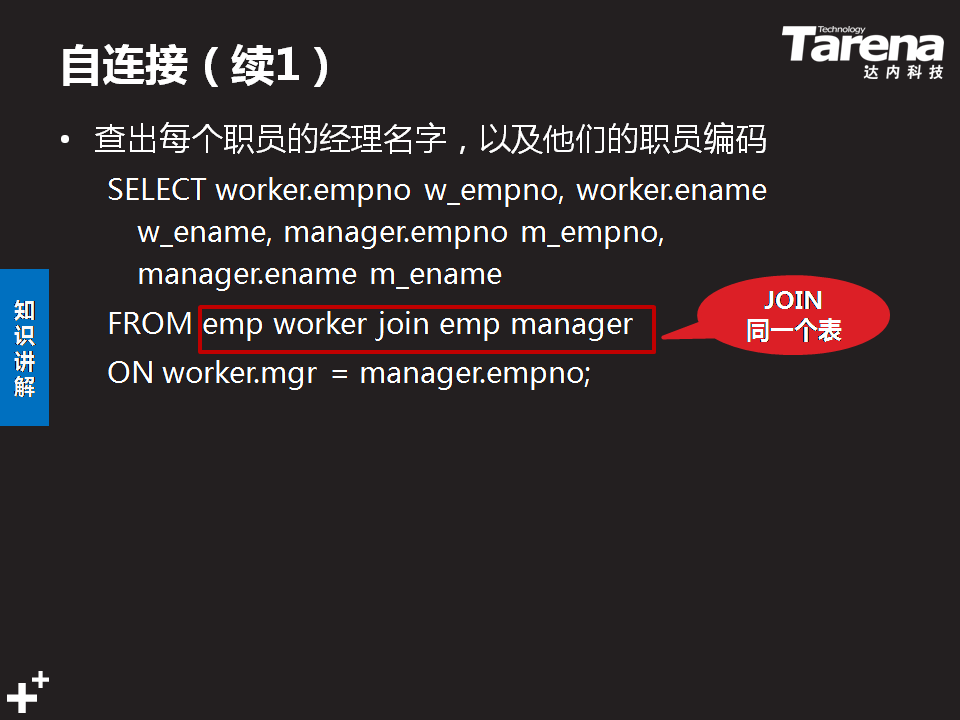 自连接（续1）
Technology
Tarena
达内科技
• 查出每个职员的经理名字，以及他们的职员编码
SELECT worker.empno w_empno, worker.ename
w_ename, manager.empno m_empno,
manager.ename m_ename
FROM emp worker join emp manager
ON worker.mgr = manager.empno;
JOIN
同一个表
知
识
讲
解